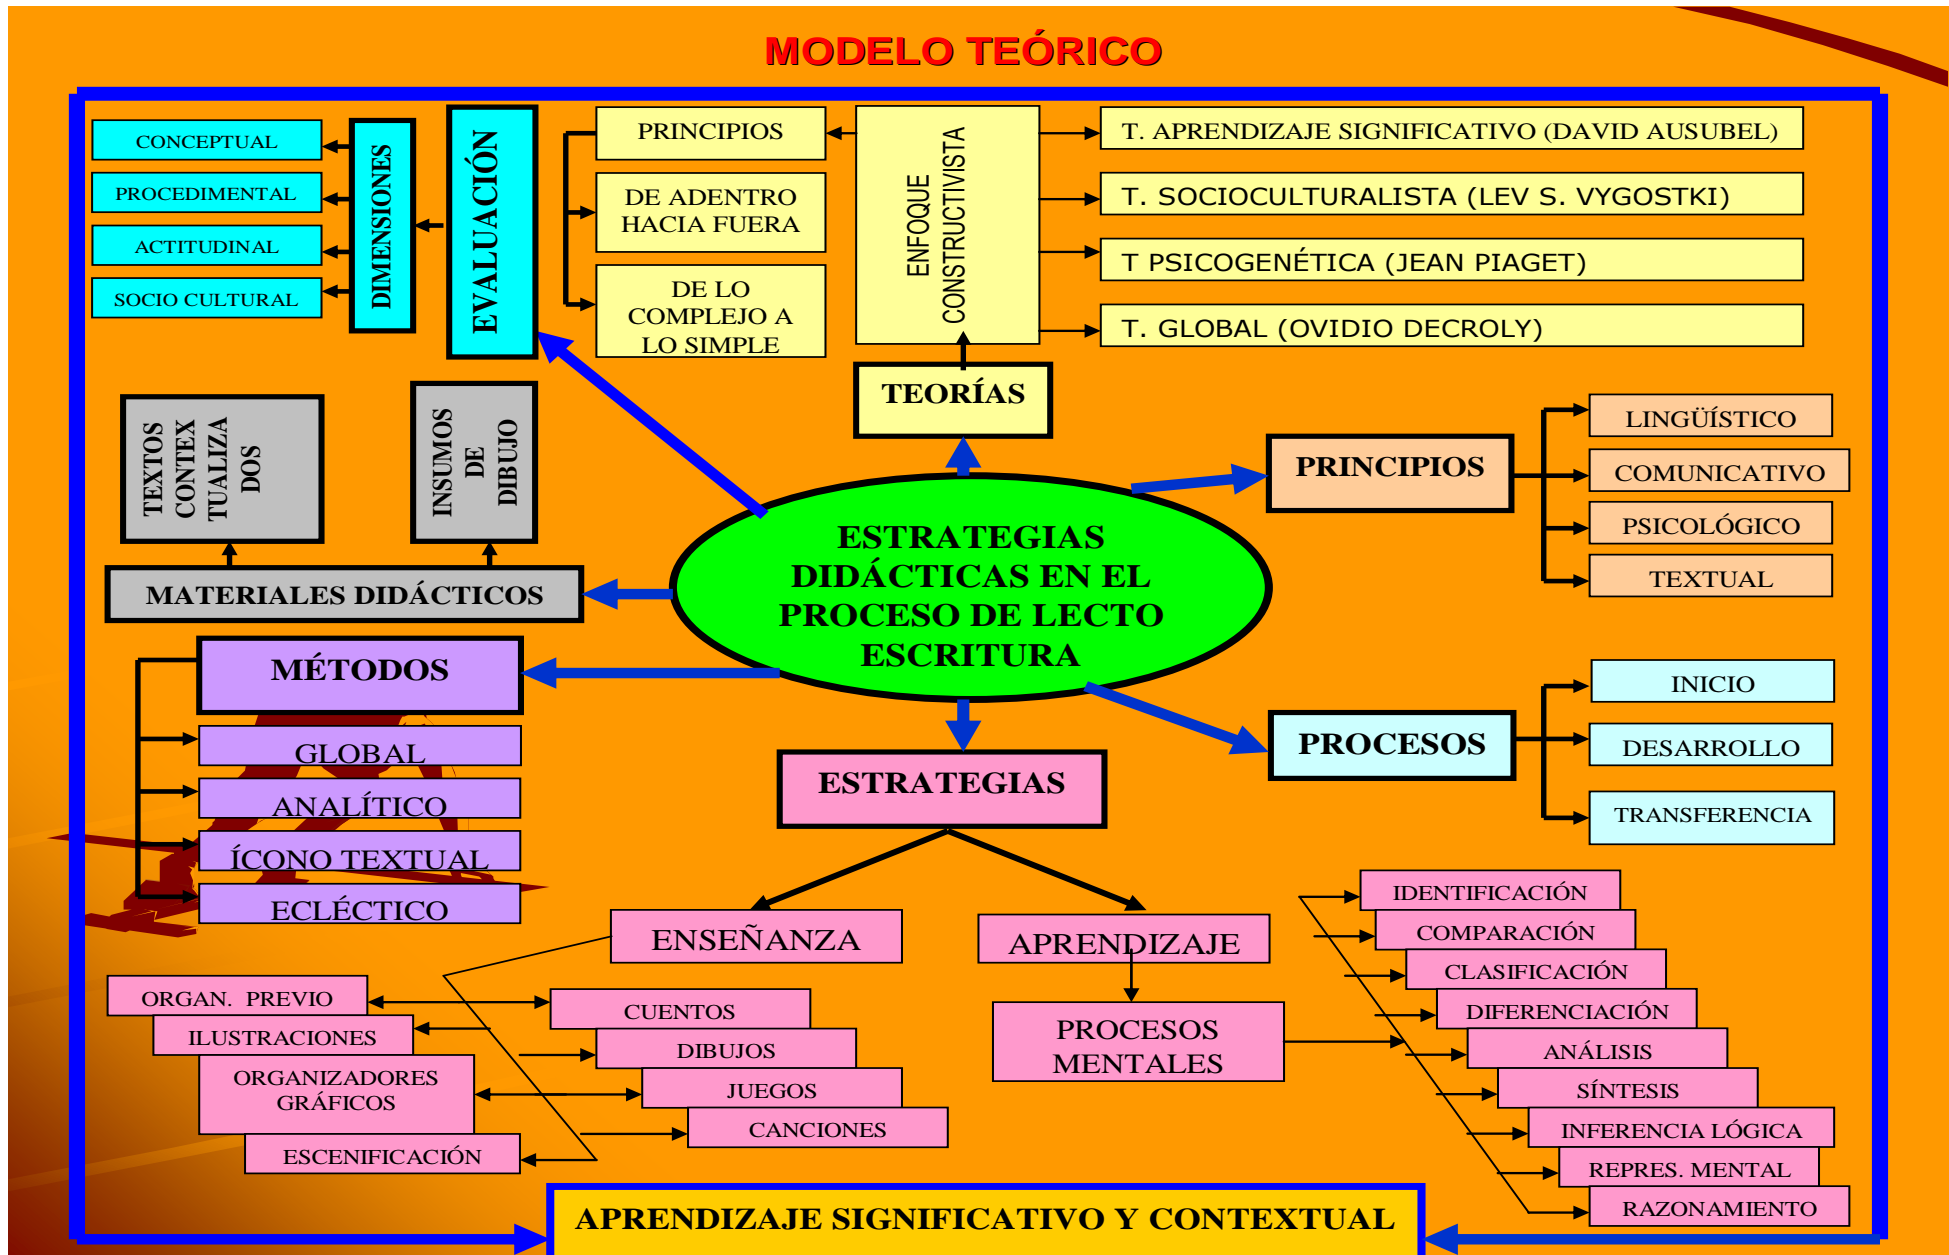 MODELO TEÓRICO
CONCEPTUAL
PROCEDIMENTAL
ACTITUDINAL
SOCIO CULTURAL
DIMENSIONES
EVALUACIÓN
PRINCIPIOS
DE ADENTRO
HACIA FUERA
DE LO
COMPLEJO A
LO SIMPLE
ENFOQUE
CONSTRUCTIVISTA
T. APRENDIZAJE SIGNIFICATIVO (DAVID AUSUBEL)
T. SOCIOCULTURALISTA (LEV S. VYGOSTKI)
T PSICOGENÉTICA (JEAN PIAGET)
T. GLOBAL (OVIDIO DECROLY)
TEORÍAS
TEXTOS
CONTEX
TUALIZA
DOS
INSUMOS
DE
DIBUJO
MATERIALES DIDÁCTICOS
PRINCIPIOS
LINGÜÍSTICO
COMUNICATIVO
PSICOLÓGICO
TEXTUAL
ESTRATEGIAS
DIDÁCTICAS EN EL
PROCESO DE LECTO
ESCRITURA
MÉTODOS
GLOBAL
ANALÍTICO
ÍCONO TEXTUAL
ECLÉCTICO
PROCESOS
INICIO
DESARROLLO
TRANSFERENCIA
ESTRATEGIAS
ENSEÑANZA
APRENDIZAJE
ORGAN. PREVIO
ILUSTRACIONES
ORGANIZADORES
GRÁFICOS
ESCENIFICACIÓN
CUENTOS
DIBUJOS
JUEGOS
CANCIONES
PROCESOS
MENTALES
IDENTIFICACIÓN
COMPARACIÓN
CLASIFICACIÓN
DIFERENCIACIÓN
ANÁLISIS
SÍNTESIS
INFERENCIA LÓGICA
REPRES. MENTAL
RAZONAMIENTO
APRENDIZAJE SIGNIFICATIVO Y CONTEXTUAL